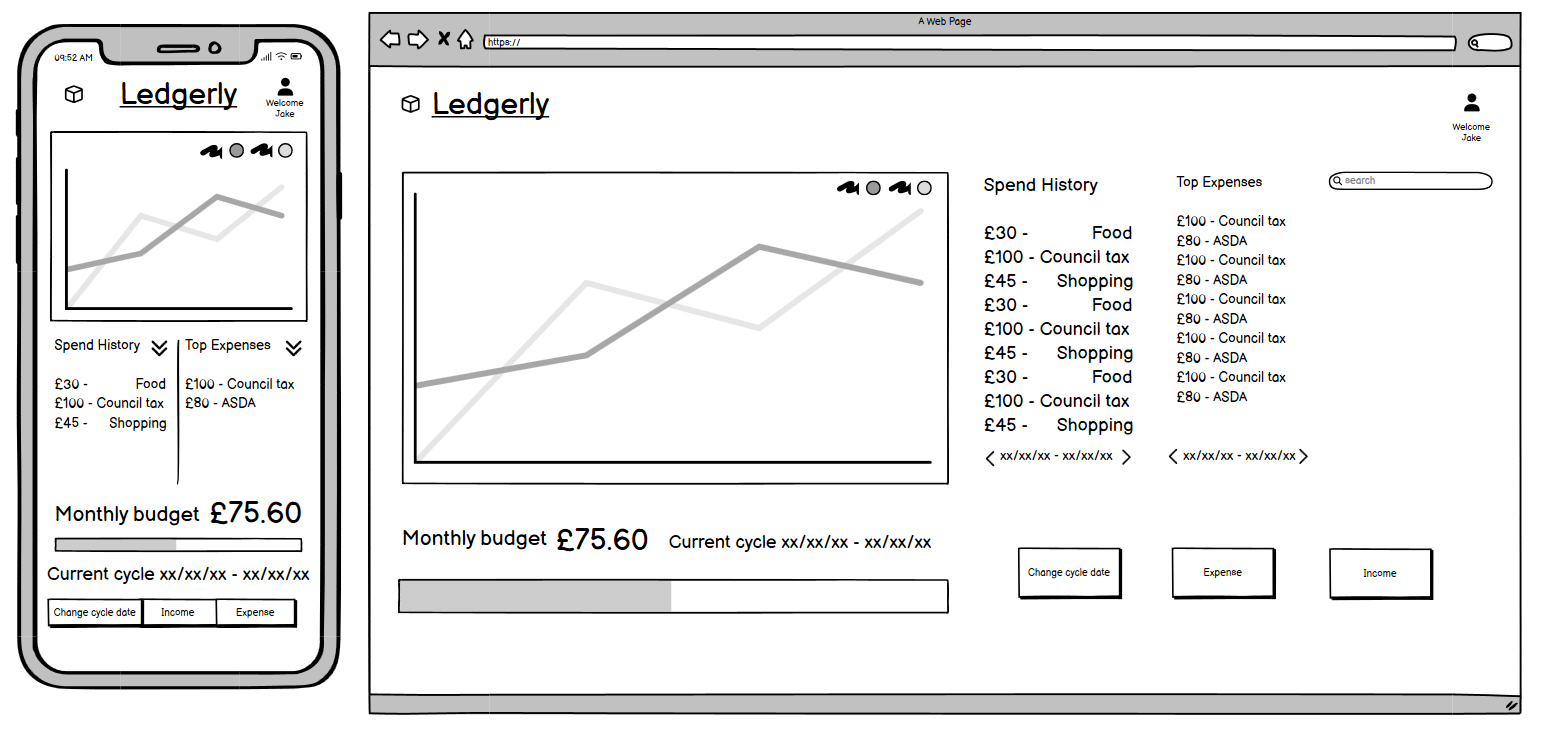 09:52 AM
Ledgerly
Welcome
Jake
Spend History
£30 - Food
£100 - Council tax
£45 - Shopping
Top Expenses
£100 - Council tax
£80 - ASDA
Monthly budget £75.60
Current cycle xx/xx/xx - xx/xx/xx
Change cycle date
Income
Expense
A Web Page
https://
Ledgerly
Welcome
Jake
Spend History
£30 - Food
£100 - Council tax
£45 - Shopping
£30 - Food
£100 - Council tax
£45 - Shopping
£30 - Food
£100 - Council tax
£45 - Shopping
xx/xx/xx - xx/xx/xx
Top Expenses
£100 - Council tax
£80 - ASDA
£100 - Council tax
£80 - ASDA
£100 - Council tax
£80 - ASDA
£100 - Council tax
£80 - ASDA
£100 - Council tax
£80 - ASDA
xx/xx/xx - xx/xx/xx
search
Monthly budget £75.60 Current cycle xx/xx/xx - xx/xx/xx
Change cycle date
Expense
Income